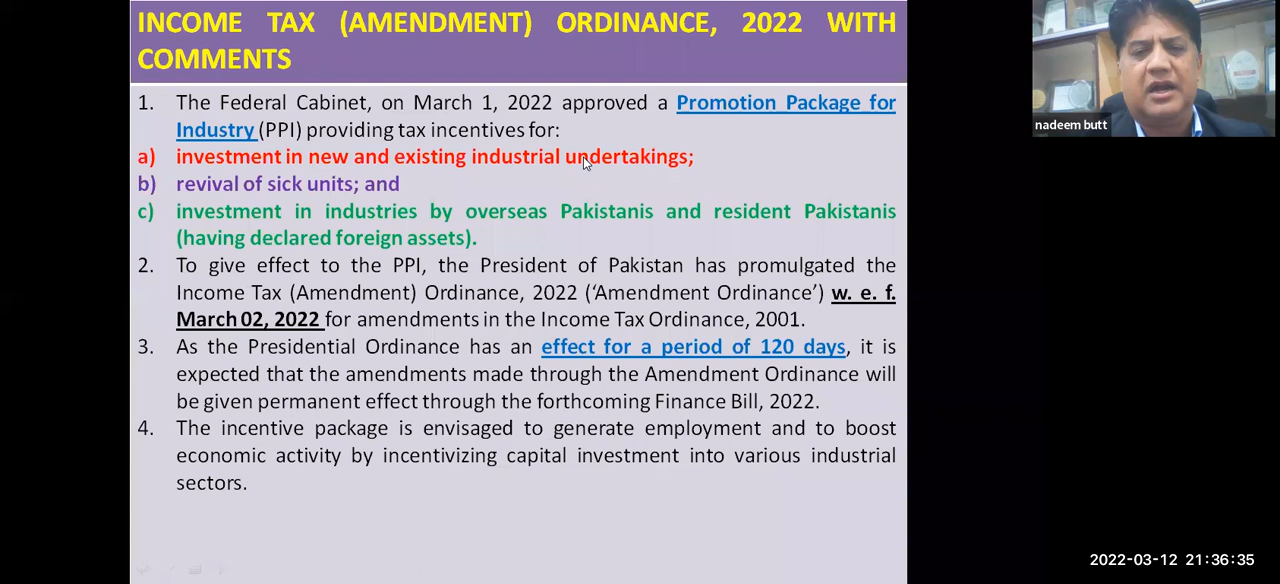 INCOME TAX (AMENDMENT) ORDINANCE, 2022 WITH
COMMENTS
1. The Federal Cabinet, on March 1, 2022 approved a Promotion Package for
Industry (PPI) providing tax incentives for:
a) investment in new and existing industrial undertakings;
b) revival of sick units; and
c) investment in industries by overseas Pakistanis and resident Pakistanis
(having declared foreign assets).
2. To give effect to the PPI, the President of Pakistan has promulgated the
Income Tax (Amendment) Ordinance, 2022 (‘Amendment Ordinance’) w. e. f.
March 02, 2022 for amendments in the Income Tax Ordinance, 2001.
3. As the Presidential Ordinance has an effect for a period of 120 days, it is
expected that the amendments made through the Amendment Ordinance will
be given permanent effect through the forthcoming Finance Bill, 2022.
4. The incentive package is envisaged to generate employment and to boost
economic activity by incentivizing capital investment into various industrial
sectors.
nadeem butt
2022-03-12 21:36:35